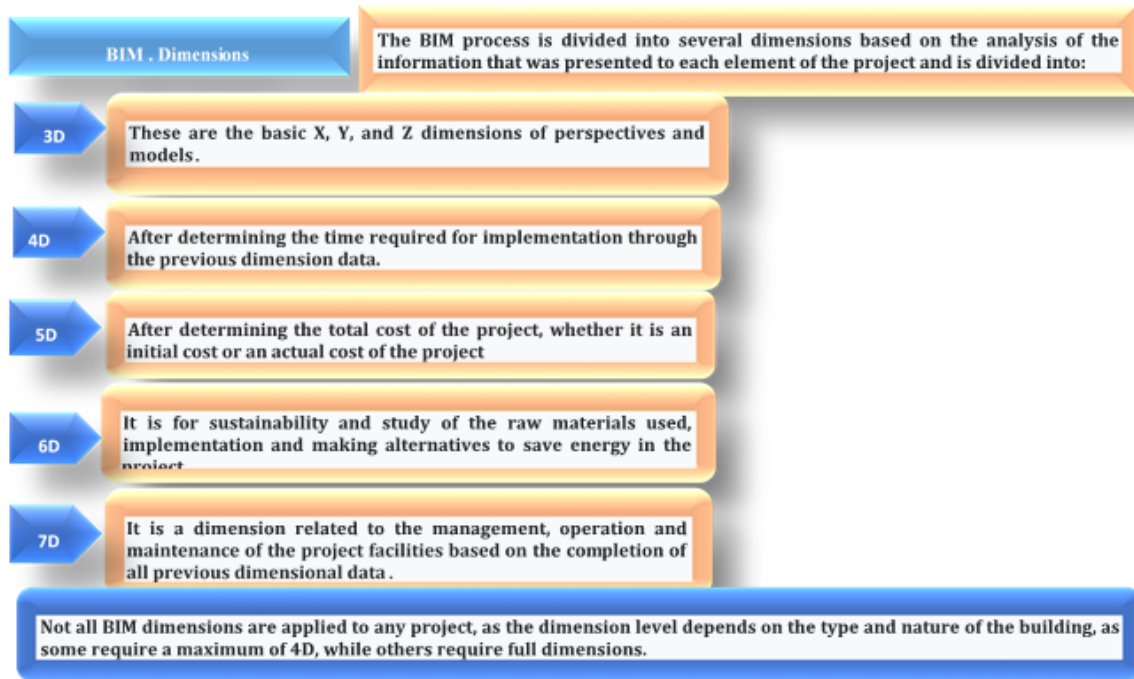 BIM . Dimensions
The BIM process is divided into several dimensions based on the analysis of the
information that was presented to each element of the project and is divided into:
3D
These are the basic X, Y, and Z dimensions of perspectives and
models.
4D
After determining the time required for implementation through
the previous dimension data.
5D
After determining the total cost of the project, whether it is an
initial cost or an actual cost of the project
6D
It is for sustainability and study of the raw materials used,
implementation and making alternatives to save energy in the
project
7D
It is a dimension related to the management, operation and
maintenance of the project facilities based on the completion of
all previous dimensional data .
Not all BIM dimensions are applied to any project, as the dimension level depends on the type and nature of the building, as
some require a maximum of 4D, while others require full dimensions.